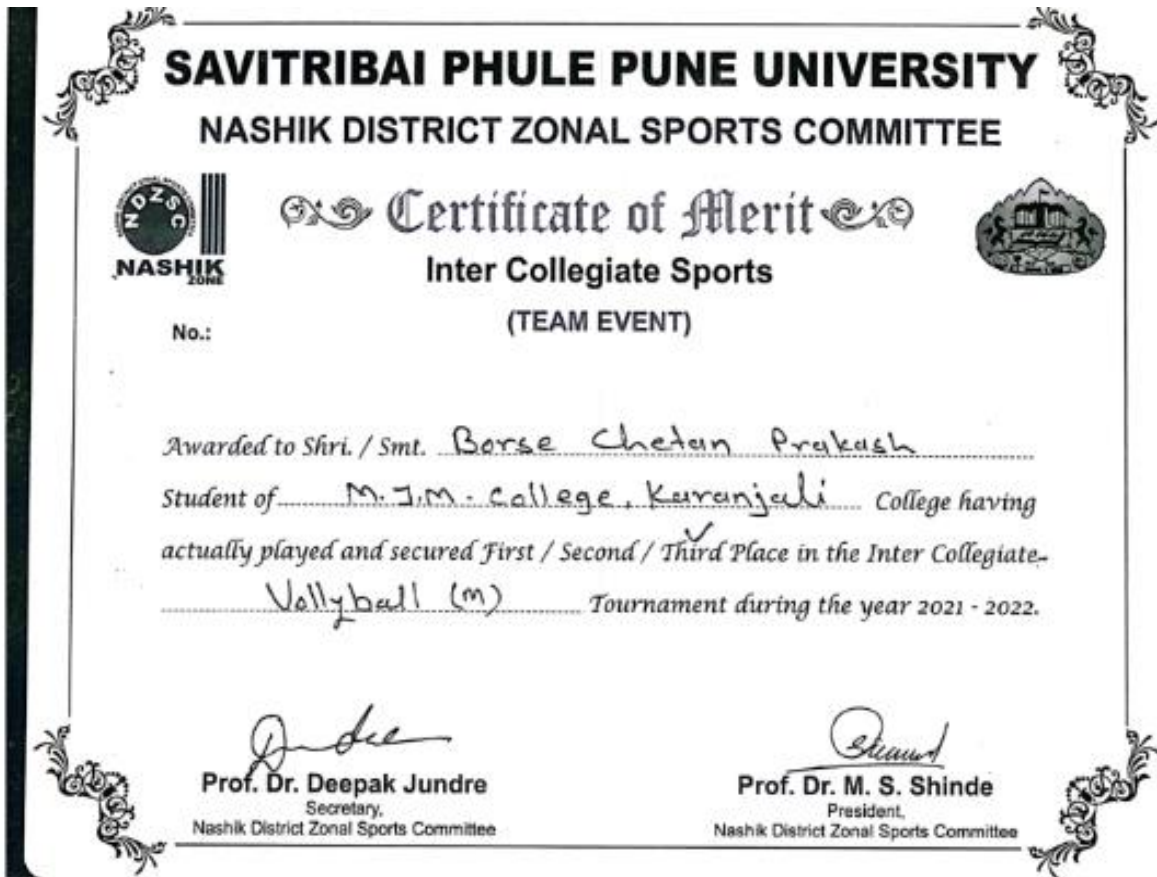 SAVITRIBAI PHULE PUNE UNIVERSITY
NASHIK DISTRICT ZONAL SPORTS COMMITTEE
NDZSC
NASHIK
ZONE
Certificate of Merit
Inter Collegiate Sports
(TEAM EVENT)
No.:
Awarded to Shri. / Smt. Borse Chetan Prakash
Student of M.J.M. College, Karanjali College having
actually played and secured First / Second / Third Place in the Inter Collegiate
Vollyball (M) Tournament during the year 2021 - 2022.
Prof. Dr. Deepak Jundre
Secretary,
Nashik District Zonal Sports Committee
Prof. Dr. M. S. Shinde
President,
Nashik District Zonal Sports Committee